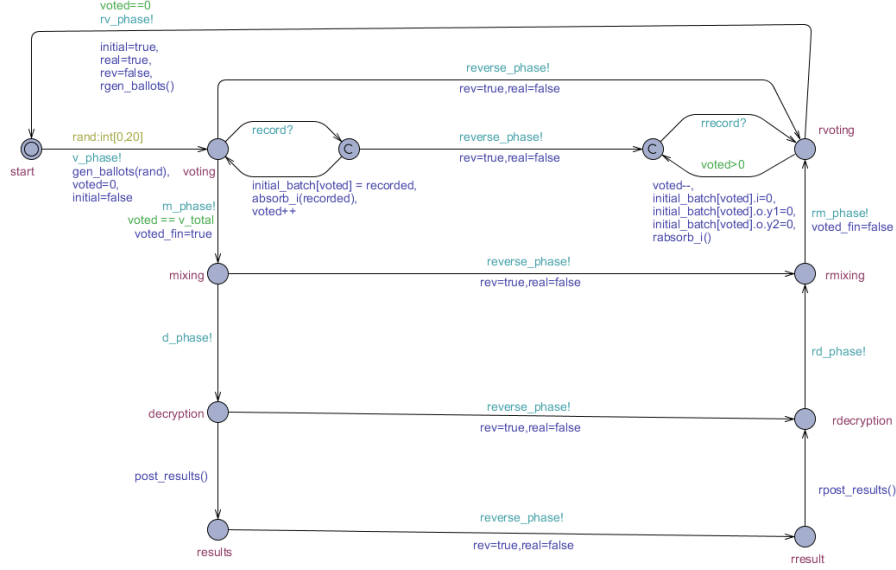 voted==0
rv_phase!
initial=true,
real=true,
rev=false,
rgen_ballots()
reverse_phase!
rev=true,real=false
rand:int[0,20]
record?
reverse_phase!
rrecord?
rvoting
C
C
start
v_phase!
gen_ballots(rand),
voted=0,
initial=false
voting
rev=true,real=false
voted>0
initial_batch[voted] = recorded,
absorb_i(recorded),
voted++
voted--,
initial_batch[voted].i=0,
initial_batch[voted].o.y1=0,
initial_batch[voted].o.y2=0,
rabsorb_i()
m_phase!
voted == v_total
voted_fin=true
rm_phase!
voted_fin=false
mixing
reverse_phase!
rev=true,real=false
rmixing
d_phase!
rd_phase!
decryption
reverse_phase!
rev=true,real=false
rdecryption
post_results()
rpost_results()
results
reverse_phase!
rev=true,real=false
rresult